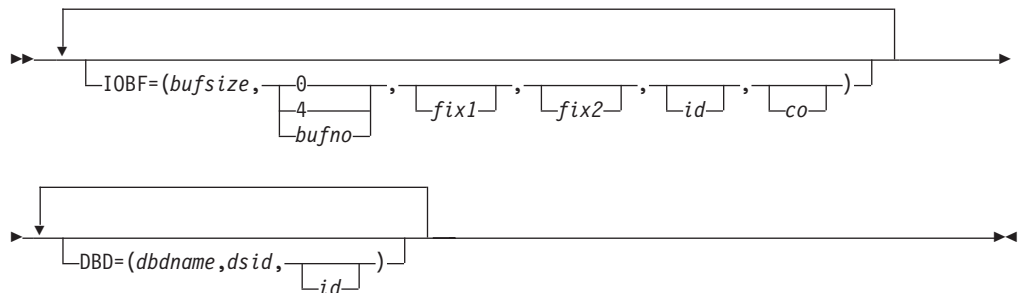 IOBF=(bufsize,0,fix1,fix2,id,co)
4
bufno
DBD=(dbdname,dsid,id)